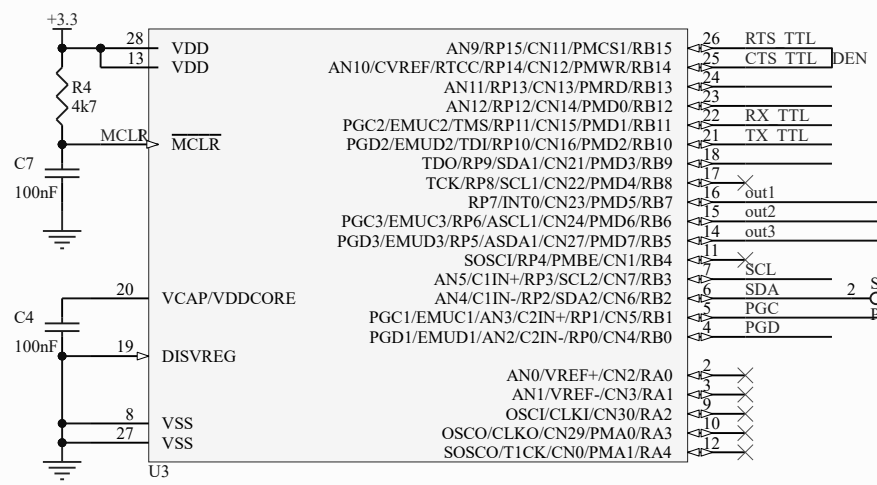 +3.3
28 VDD AN9/RP15/CN11/PMCS1/RB15 26 RTS TTL
13 VDD AN10/CVREF/RTCC/RP14/CN12/PMWR/RB14 25 CTS TTL DEN
R4 AN11/RP13/CN13/PMRD/RB13 24
4k7 AN12/RP12/CN14/PMD0/RB12 23
PGC2/EMUC2/TMS/RP11/CN15/PMD1/RB11 22 RX TTL
MCLR 1 MCLR PGD2/EMUD2/TDI/RP10/CN16/PMD2/RB10 21 TX TTL
C7 TDO/RP9/SDA1/CN21/PMD3/RB9 18
TCK/RP8/SCL1/CN22/PMD4/RB8 17
100nF RP7/INT0/CN23/PMD5/RB7 16 out1
PGC3/EMUC3/RP6/ASCL1/CN24/PMD6/RB6 15 out2
PGD3/EMUD3/RP5/ASDA1/CN27/PMD7/RB5 14 out3
SOSCI/RP4/PMBE/CN1/RB4 11
AN5/C1IN+/RP3/SCL2/CN7/RB3 7 SCL
20 VCAP/VDDCORE AN4/C1IN-/RP2/SDA2/CN6/RB2 6 SDA 2
C4 PGC1/EMUC1/AN3/C2IN+/RP1/CN5/RB1 5 PGC
100nF PGD1/EMUD1/AN2/C2IN-/RP0/CN4/RB0 4 PGD
19 DISVREG
AN0/VREF+/CN2/RA0 2
AN1/VREF-/CN3/RA1 3
8 VSS OSCI/CLKI/CN30/RA2 9
27 VSS OSCO/CLKO/CN29/PMA0/RA3 10
SOSCO/T1CK/CN0/PMA1/RA4 12
U3